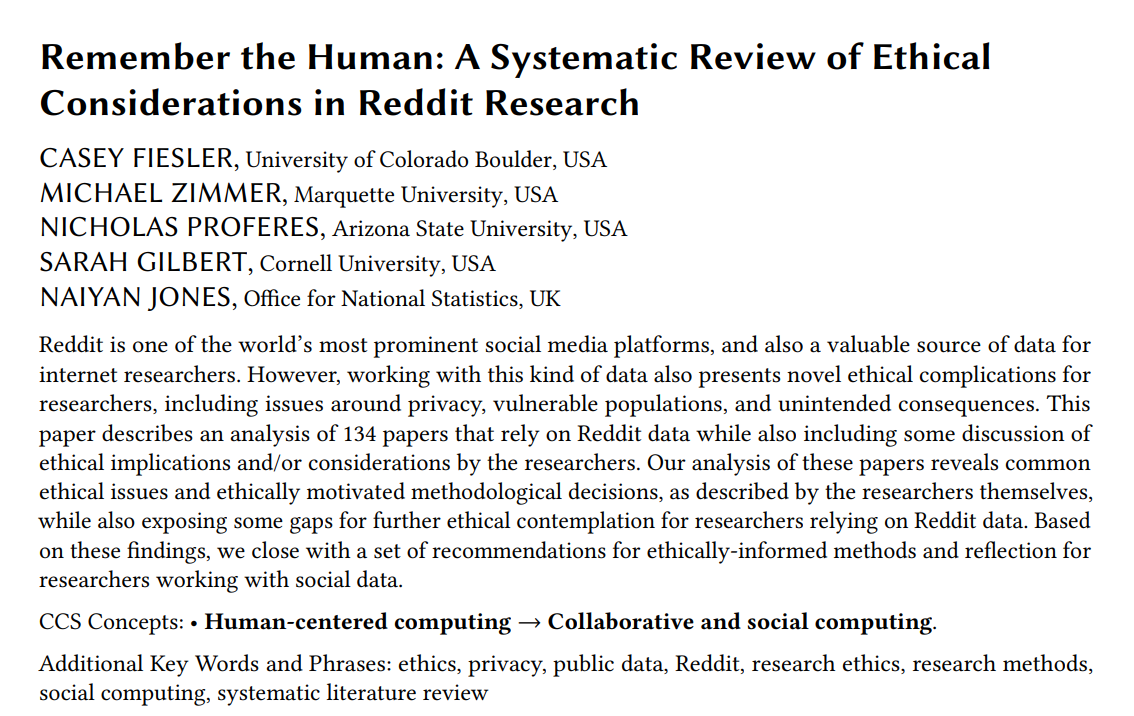 Remember the Human: A Systematic Review of Ethical
Considerations in Reddit Research
CASEY FIESLER, University of Colorado Boulder, USA
MICHAEL ZIMMER, Marquette University, USA
NICHOLAS PROFERES, Arizona State University, USA
SARAH GILBERT, Cornell University, USA
NAIYAN JONES, Office for National Statistics, UK
Reddit is one of the world's most prominent social media platforms, and also a valuable source of data for
internet researchers. However, working with this kind of data also presents novel ethical complications for
researchers, including issues around privacy, vulnerable populations, and unintended consequences. This
paper describes an analysis of 134 papers that rely on Reddit data while also including some discussion of
ethical implications and/or considerations by the researchers. Our analysis of these papers reveals common
ethical issues and ethically motivated methodological decisions, as described by the researchers themselves,
while also exposing some gaps for further ethical contemplation for researchers relying on Reddit data. Based
on these findings, we close with a set of recommendations for ethically-informed methods and reflection for
researchers working with social data.
CCS Concepts: • Human-centered computing → Collaborative and social computing.
Additional Key Words and Phrases: ethics, privacy, public data, Reddit, research ethics, research methods,
social computing, systematic literature review